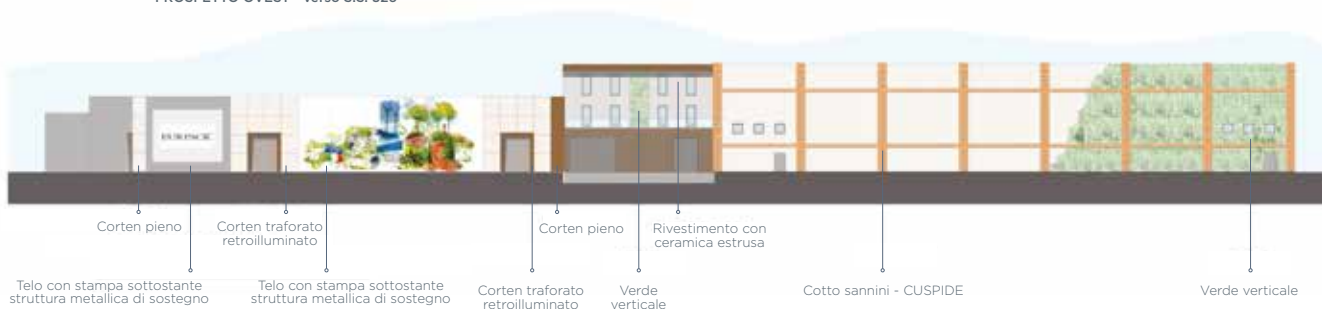 Corten pieno
Corten traforato
retroilluminato
Corten pieno
Rivestimento con
ceramica estrusa
Telo con stampa sottostante
struttura metallica di sostegno
Telo con stampa sottostante
struttura metallica di sostegno
Corten traforato
retroilluminato
Verde
verticale
Cotto sannini - CUSPIDE
Verde verticale